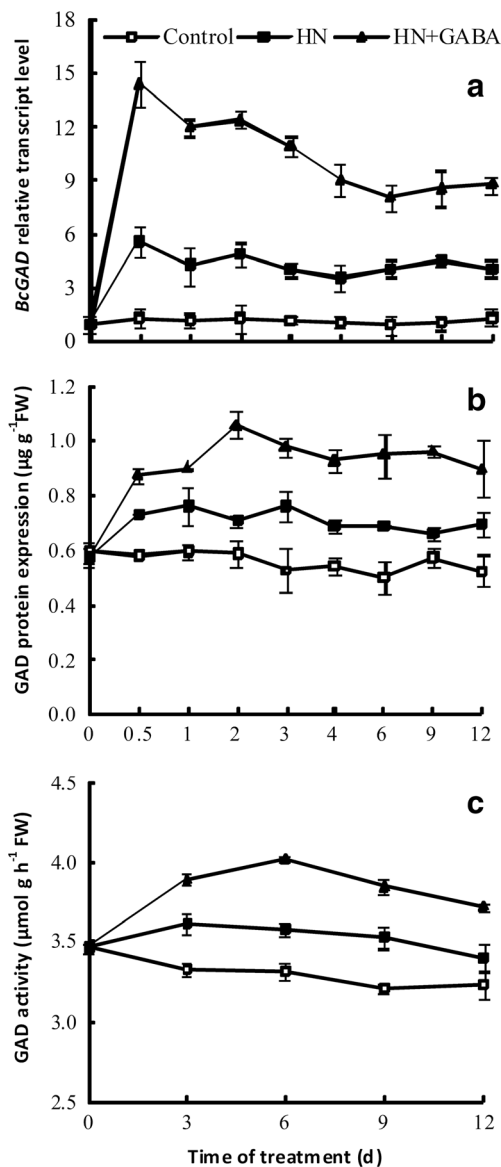 Control HN HN+GABA
a
18
15
12
9
6
3
0
BcGAD relative transcript level
b
1.2
1.0
0.8
0.6
0.4
0.2
0.0
GAD protein expression (µg g⁻¹FW)
0 0.5 1 2 3 4 6 9 12
c
4.5
4.0
3.5
3.0
2.5
GAD activity (µmol g h⁻¹ FW)
0 3 6 9 12
Time of treatment (d)